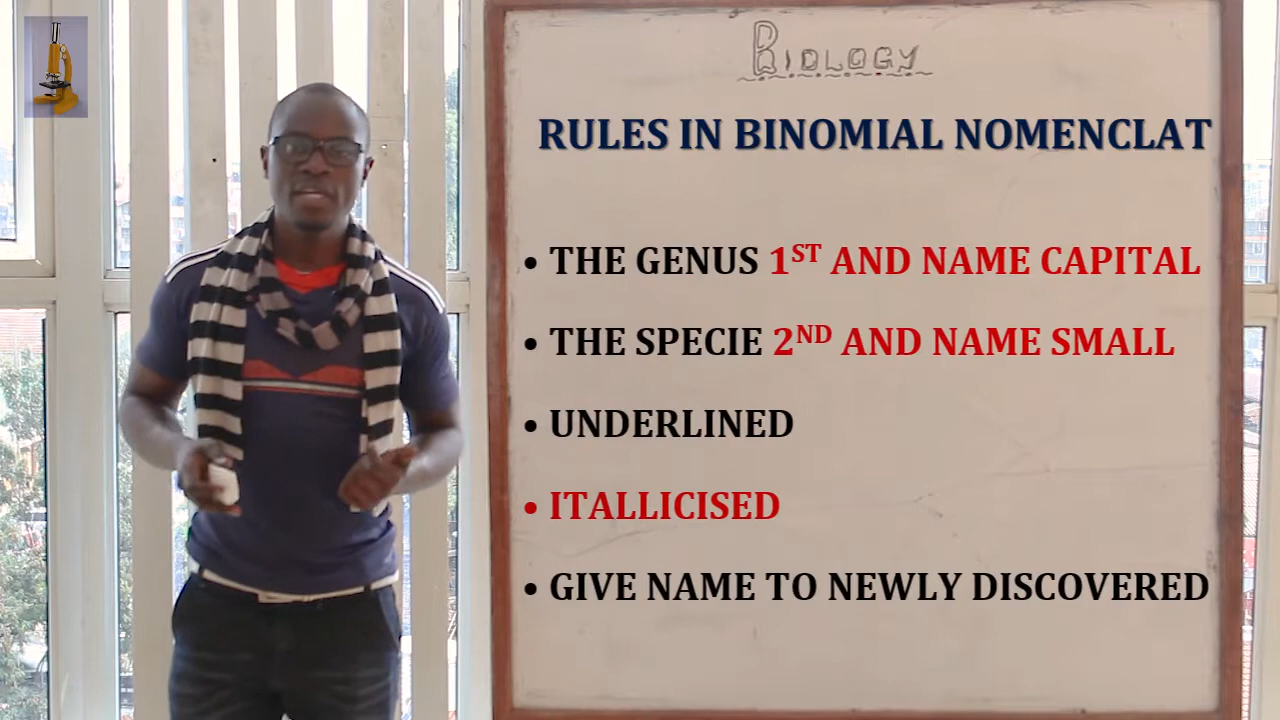 BIOLOGY
RULES IN BINOMIAL NOMENCLAT
• THE GENUS 1ST AND NAME CAPITAL
• THE SPECIE 2ND AND NAME SMALL
• UNDERLINED
• ITALLICISED
• GIVE NAME TO NEWLY DISCOVERED